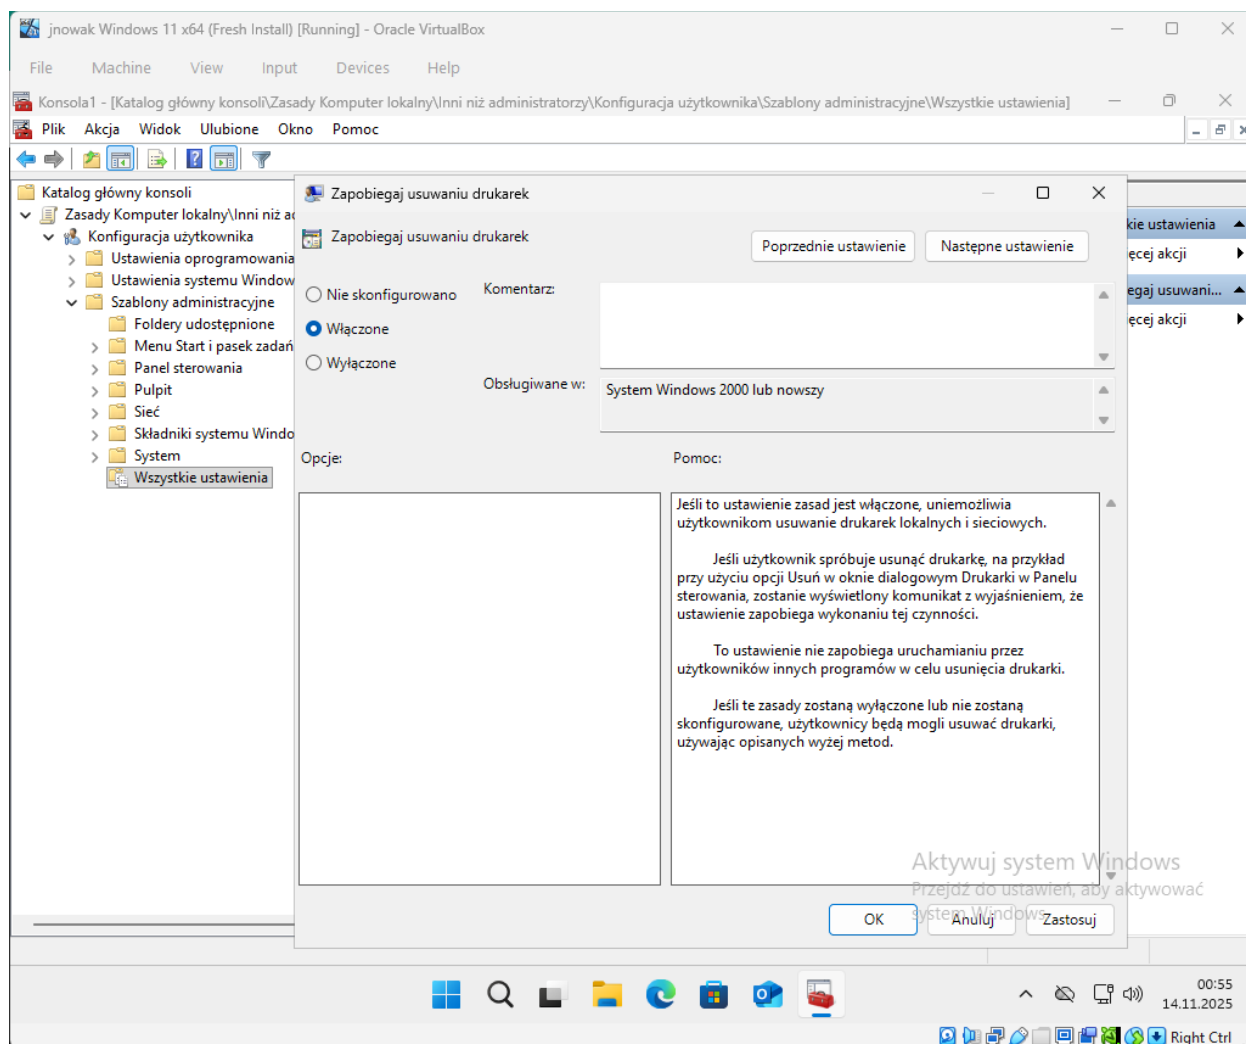 jnowak Windows 11 x64 (Fresh Install) [Running] - Oracle VirtualBox
File Machine View Input Devices Help
Konsola1 - [Katalog główny konsoli\Zasady Komputer lokalny\Inni niż administratorzy\Konfiguracja użytkownika\Szablony administracyjne\Wszystkie ustawienia]
Plik Akcja Widok Ulubione Okno Pomoc
Katalog główny konsoli
Zasady Komputer lokalny\Inni niż ad
Konfiguracja użytkownika
Ustawienia oprogramowania
Ustawienia systemu Window
Szablony administracyjne
Foldery udostępnione
Menu Start i pasek zadań
Panel sterowania
Pulpit
Sieć
Składniki systemu Windo
System
Wszystkie ustawienia
Zapobiegaj usuwaniu drukarek
Zapobiegaj usuwaniu drukarek
Poprzednie ustawienie
Następne ustawienie
Nie skonfigurowano
Włączone
Wyłączone
Komentarz:
Obsługiwane w:
System Windows 2000 lub nowszy
Opcje:
Pomoc:
Jeśli to ustawienie zasad jest włączone, uniemożliwia
użytkownikom usuwanie drukarek lokalnych i sieciowych.
Jeśli użytkownik spróbuje usunąć drukarkę, na przykład
przy użyciu opcji Usuń w oknie dialogowym Drukarki w Panelu
sterowania, zostanie wyświetlony komunikat z wyjaśnieniem, że
ustawienie zapobiega wykonaniu tej czynności.
To ustawienie nie zapobiega uruchamianiu przez
użytkowników innych programów w celu usunięcia drukarki.
Jeśli te zasady zostaną wyłączone lub nie zostaną
skonfigurowane, użytkownicy będą mogli usuwać drukarki,
używając opisanych wyżej metod.
OK
Anuluj
Zastosuj
kie ustawienia
ęcej akcji
egaj usuwani...
ęcej akcji
Aktywuj system Windows
Przejdź do ustawień, aby aktywować
system Windows.
00:55
14.11.2025
Right Ctrl